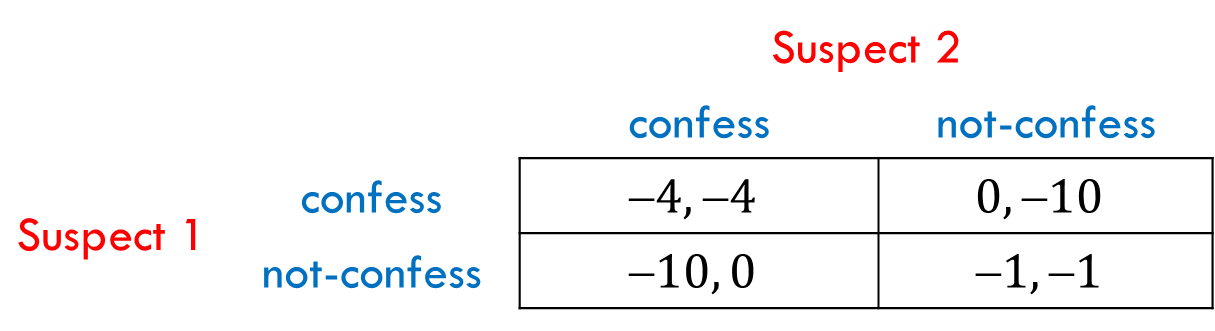 Suspect 2
confess not-confess
confess −4, −4 0, −10
Suspect 1
not-confess −10, 0 −1, −1